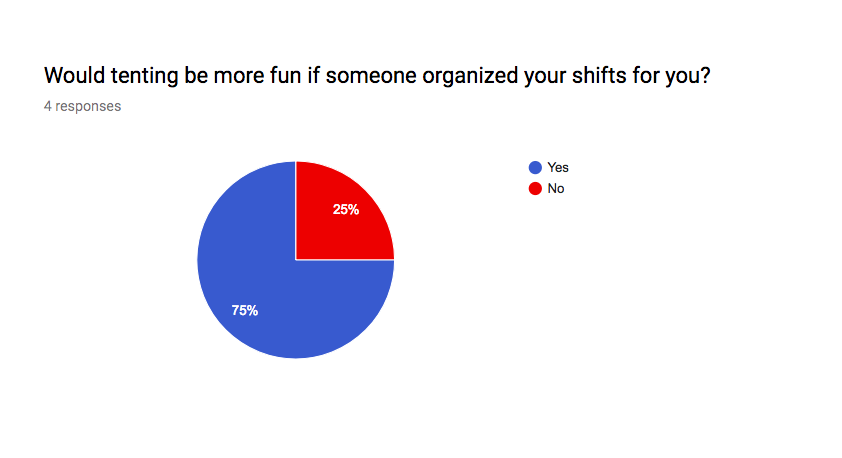 Would tenting be more fun if someone organized your shifts for you?
4 responses
Yes
No
25%
75%